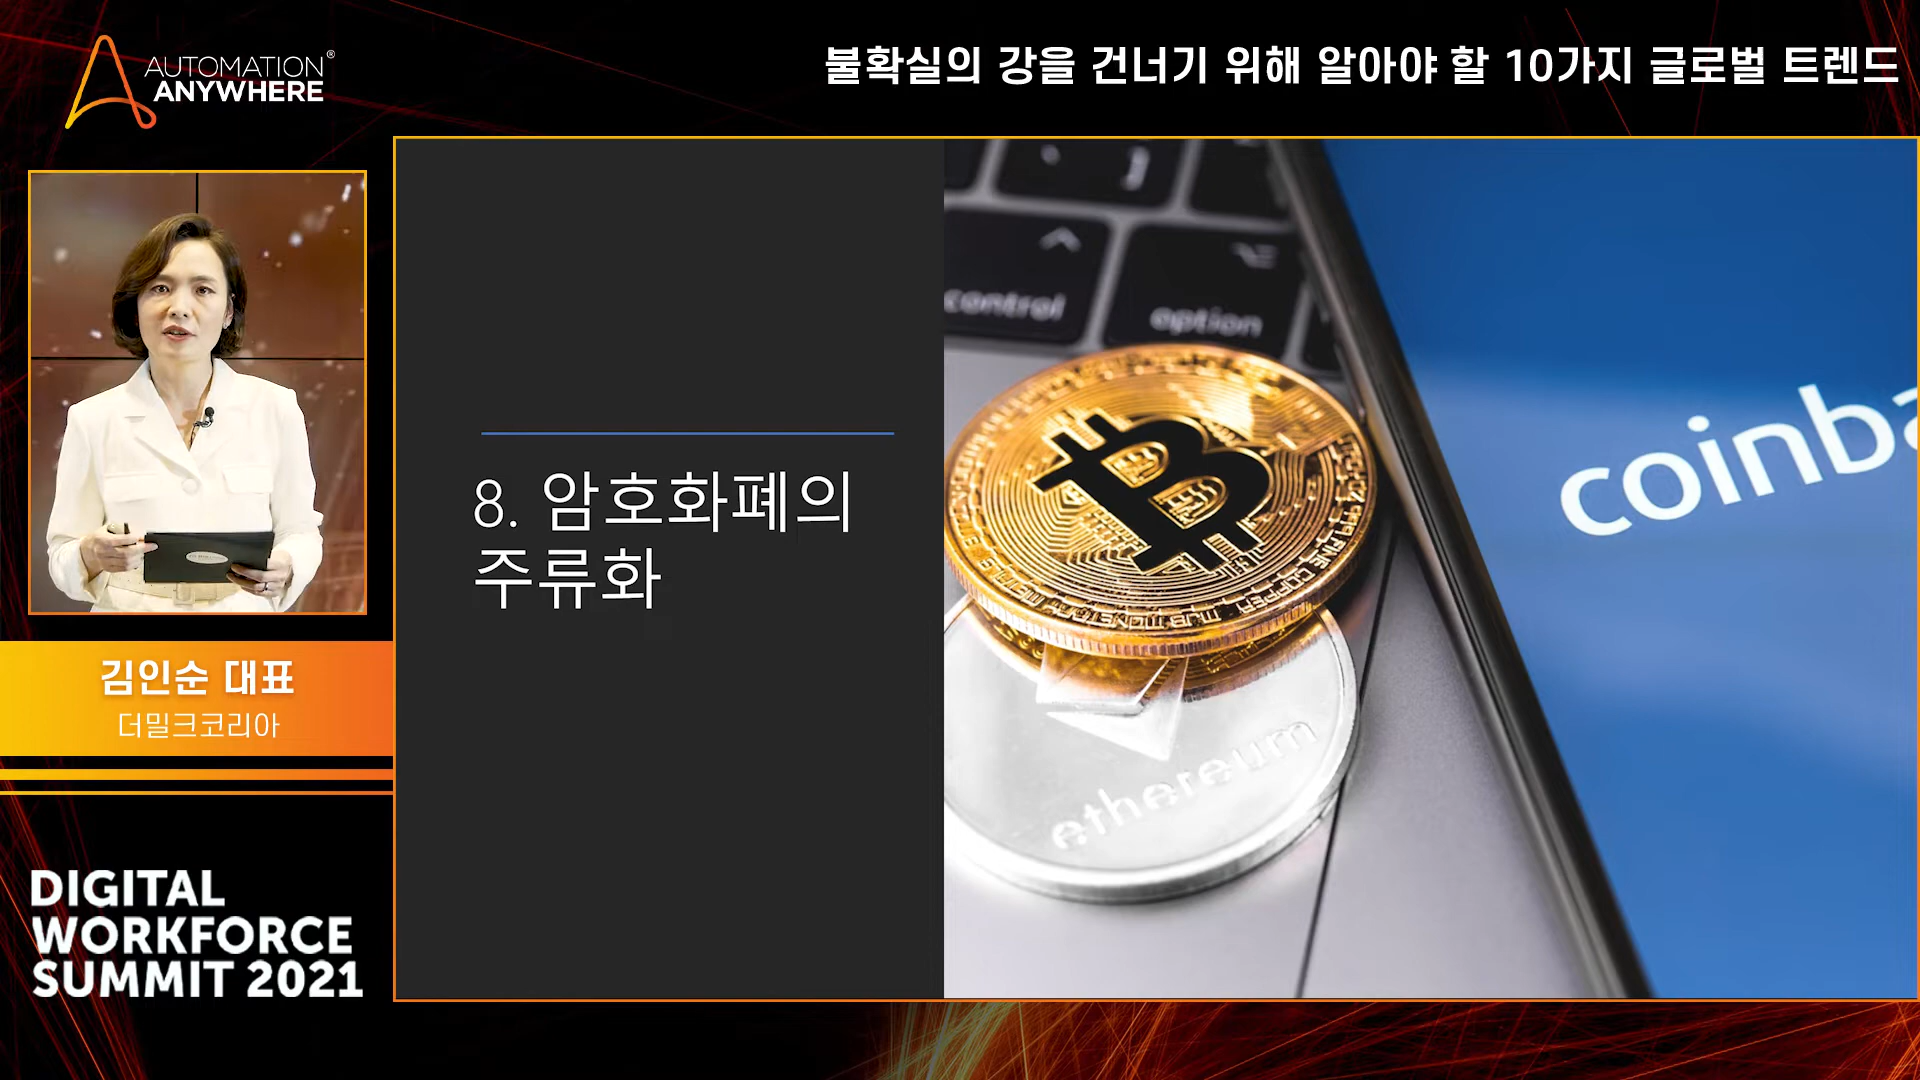 AUTOMATION ANYWHERE®
불확실의 강을 건너기 위해 알아야 할 10가지 글로벌 트렌드
8. 암호화폐의
주류화
]
control
option
ethereum
coinba
김인순 대표
더밀크코리아
DIGITAL
WORKFORCE
SUMMIT 2021